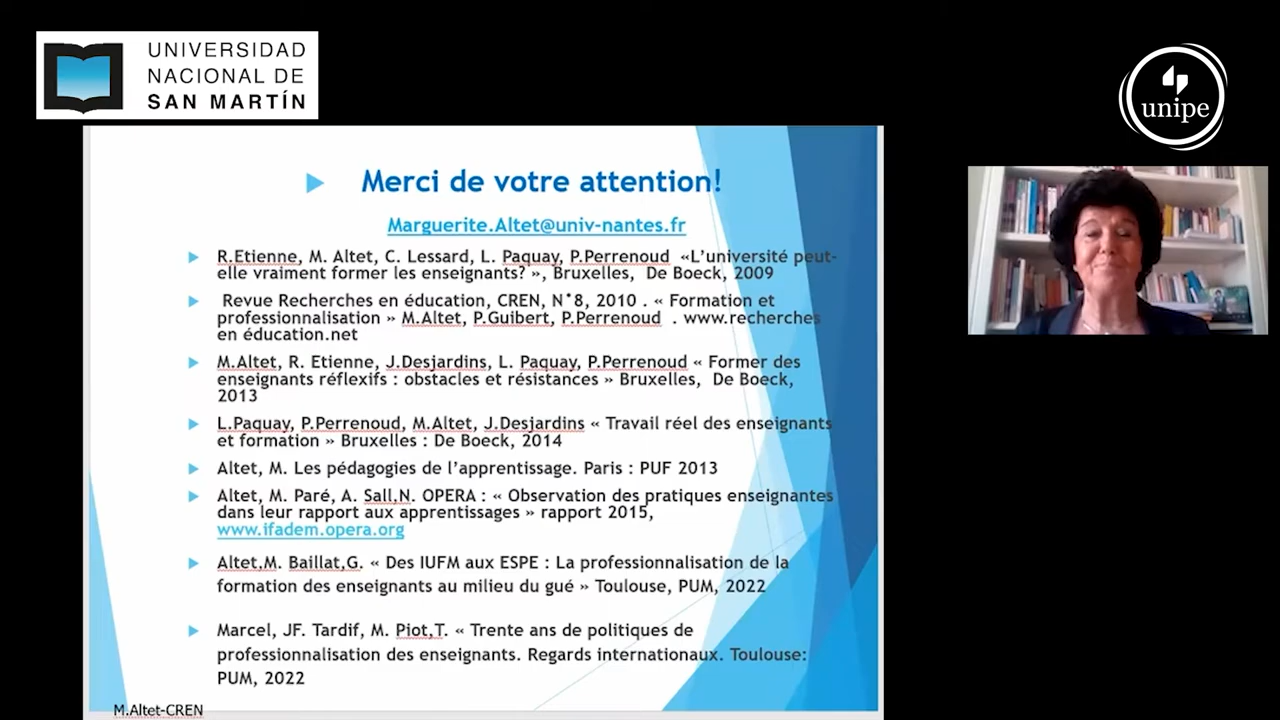 UNIVERSIDAD
NACIONAL DE
SAN MARTÍN
unipe
Merci de votre attention!
Marguerite.Altet@univ-nantes.fr
R.Etienne, M. Altet, C. Lessard, L. Paquay, P.Perrenoud «L’université peut-
elle vraiment former les enseignants? », Bruxelles, De Boeck, 2009
Revue Recherches en éducation, CREN, N°8, 2010 . « Formation et
professionnalisation » M.Altet, P.Guibert, P.Perrenoud . www.recherches
en éducation.net
M.Altet, R. Etienne, J.Desjardins, L. Paquay, P.Perrenoud « Former des
enseignants réflexifs : obstacles et résistances » Bruxelles, De Boeck,
2013
L.Paquay, P.Perrenoud, M.Altet, J.Desjardins « Travail réel des enseignants
et formation » Bruxelles : De Boeck, 2014
Altet, M. Les pédagogies de l’apprentissage. Paris : PUF 2013
Altet, M. Paré, A. Sall,N. OPERA : « Observation des pratiques enseignantes
dans leur rapport aux apprentissages » rapport 2015,
www.ifadem.opera.org
Altet,M. Baillat,G. « Des IUFM aux ESPE : La professionnalisation de la
formation des enseignants au milieu du gué » Toulouse, PUM, 2022
Marcel, JF. Tardif, M. Piot,T. « Trente ans de politiques de
professionnalisation des enseignants. Regards internationaux. Toulouse:
PUM, 2022
M.Altet-CREN